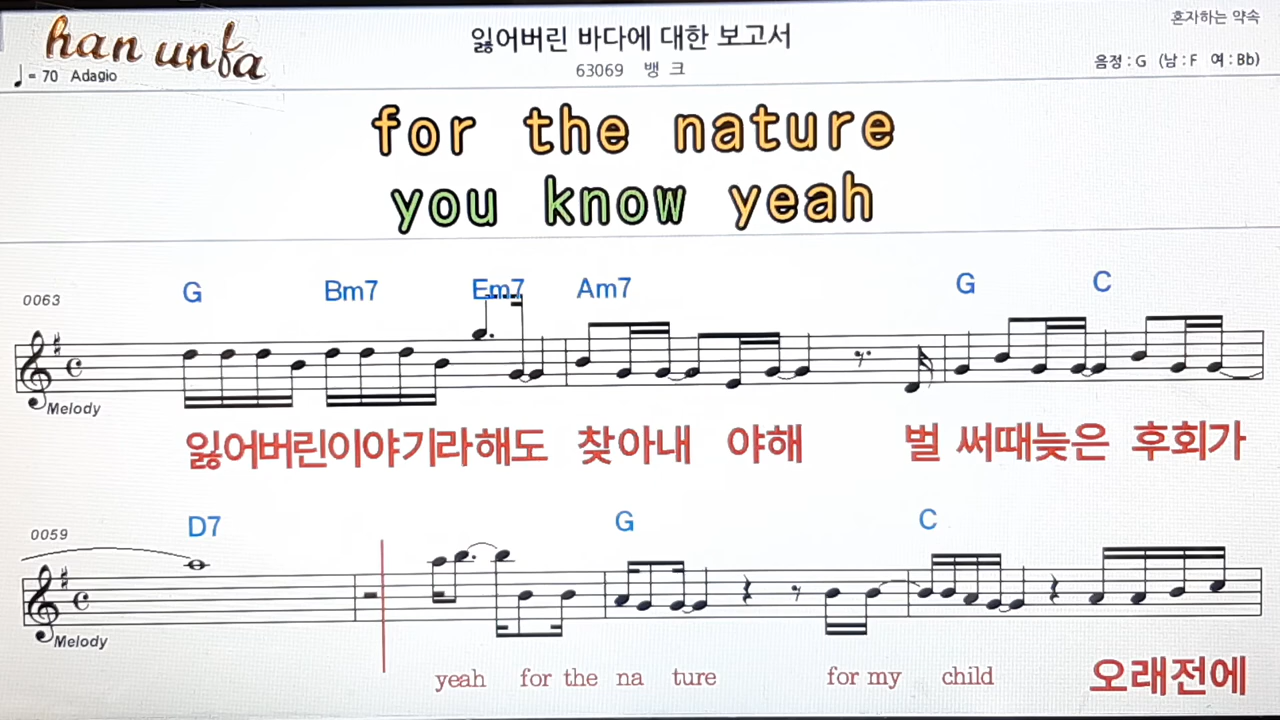 han unfa
혼자하는 약속
잃어버린 바다에 대한 보고서
♩= 70 Adagio
63069 뱅 크
음정 : G (남 : F 여 : Bb)
for the nature
you know yeah
0063
G Bm7 Em7 Am7 G C
Melody
잃어버린이야기라해도 찾아내 야해 벌 써때늦은 후회가
0059
D7 G C
Melody
yeah for the na ture for my child 오래전에